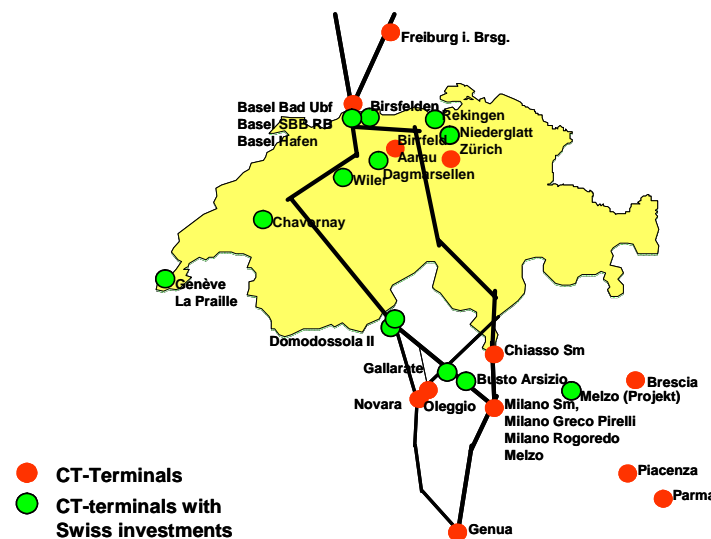 Freiburg i. Brsg.
Basel Bad Ubf
Basel SBB RB
Basel Hafen
Birsfelden
Rekingen
Niederglatt
Zürich
Birrfeld
Aarau
Dagmarsellen
Wiler
Chavornay
Genève
La Praille
Domodossola II
Chiasso Sm
Gallarate
Busto Arsizio
Brescia
Melzo (Projekt)
Novara
Oleggio
Milano Sm,
Milano Greco Pirelli
Milano Rogoredo
Melzo
Piacenza
Parma
Genua
CT-Terminals
CT-terminals with
Swiss investments